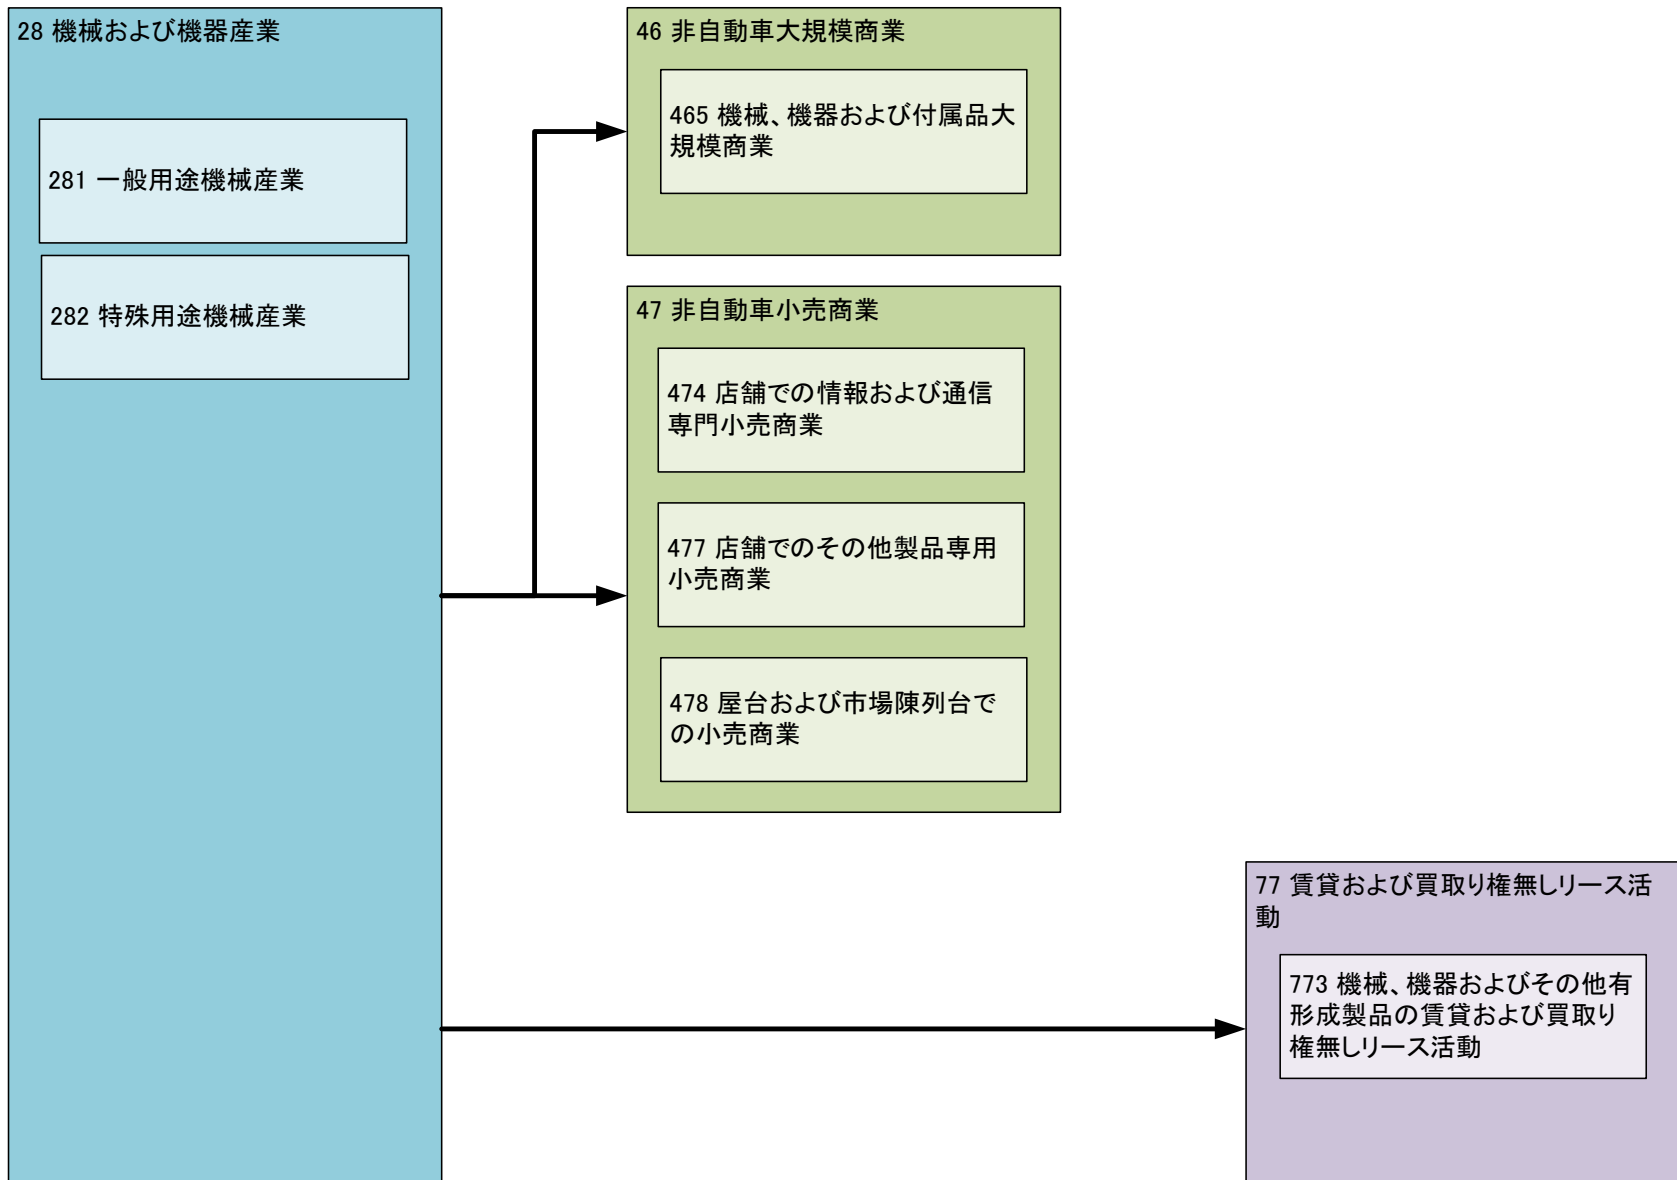 28 機械および機器産業
281 一般用途機械産業
282 特殊用途機械産業
46 非自動車大規模商業
465 機械、機器および付属品大
規模商業
47 非自動車小売商業
474 店舗での情報および通信
専門小売商業
477 店舗でのその他製品専用
小売商業
478 屋台および市場陳列台で
の小売商業
77 賃貸および買取り権無しリース活
動
773 機械、機器およびその他有
形成製品の賃貸および買取り
権無しリース活動